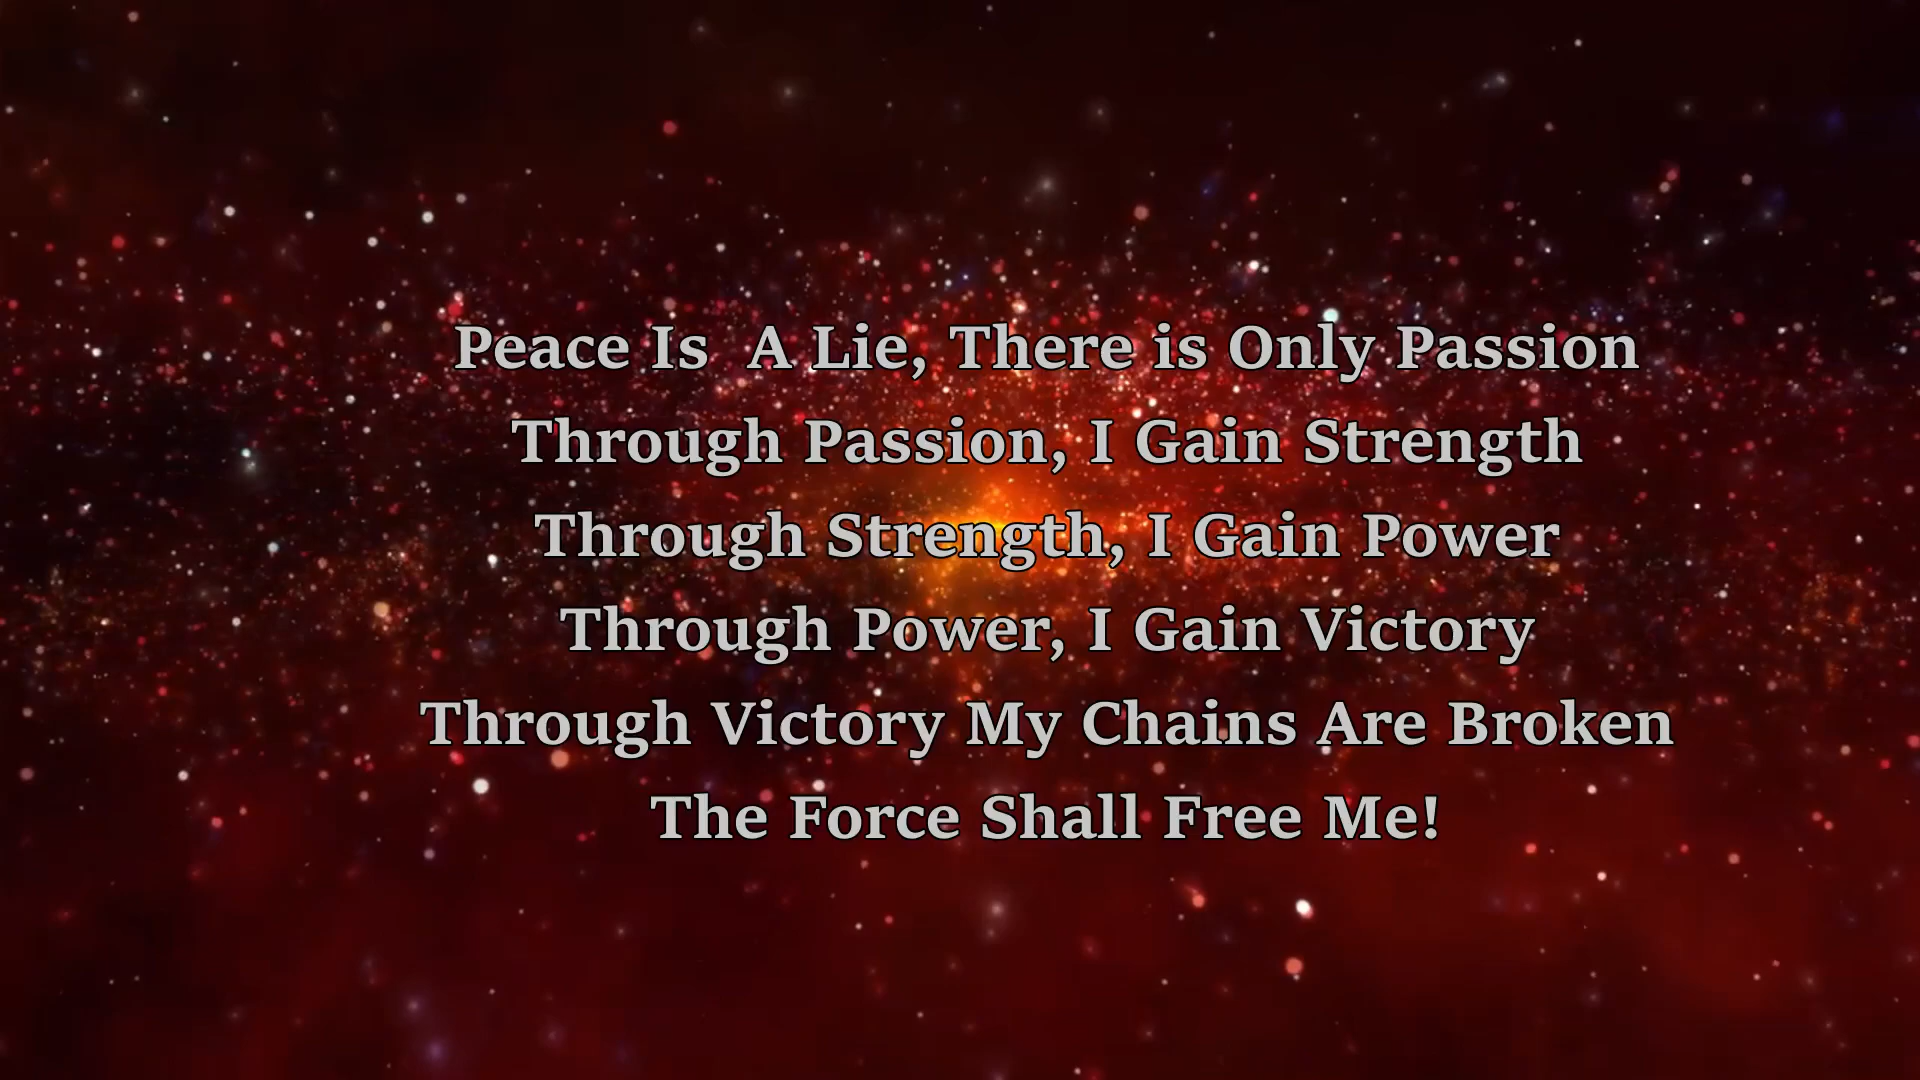 Peace Is  A Lie, There is Only Passion
Through Passion, I Gain Strength
Through Strength, I Gain Power
Through Power, I Gain Victory
Through Victory My Chains Are Broken
The Force Shall Free Me!